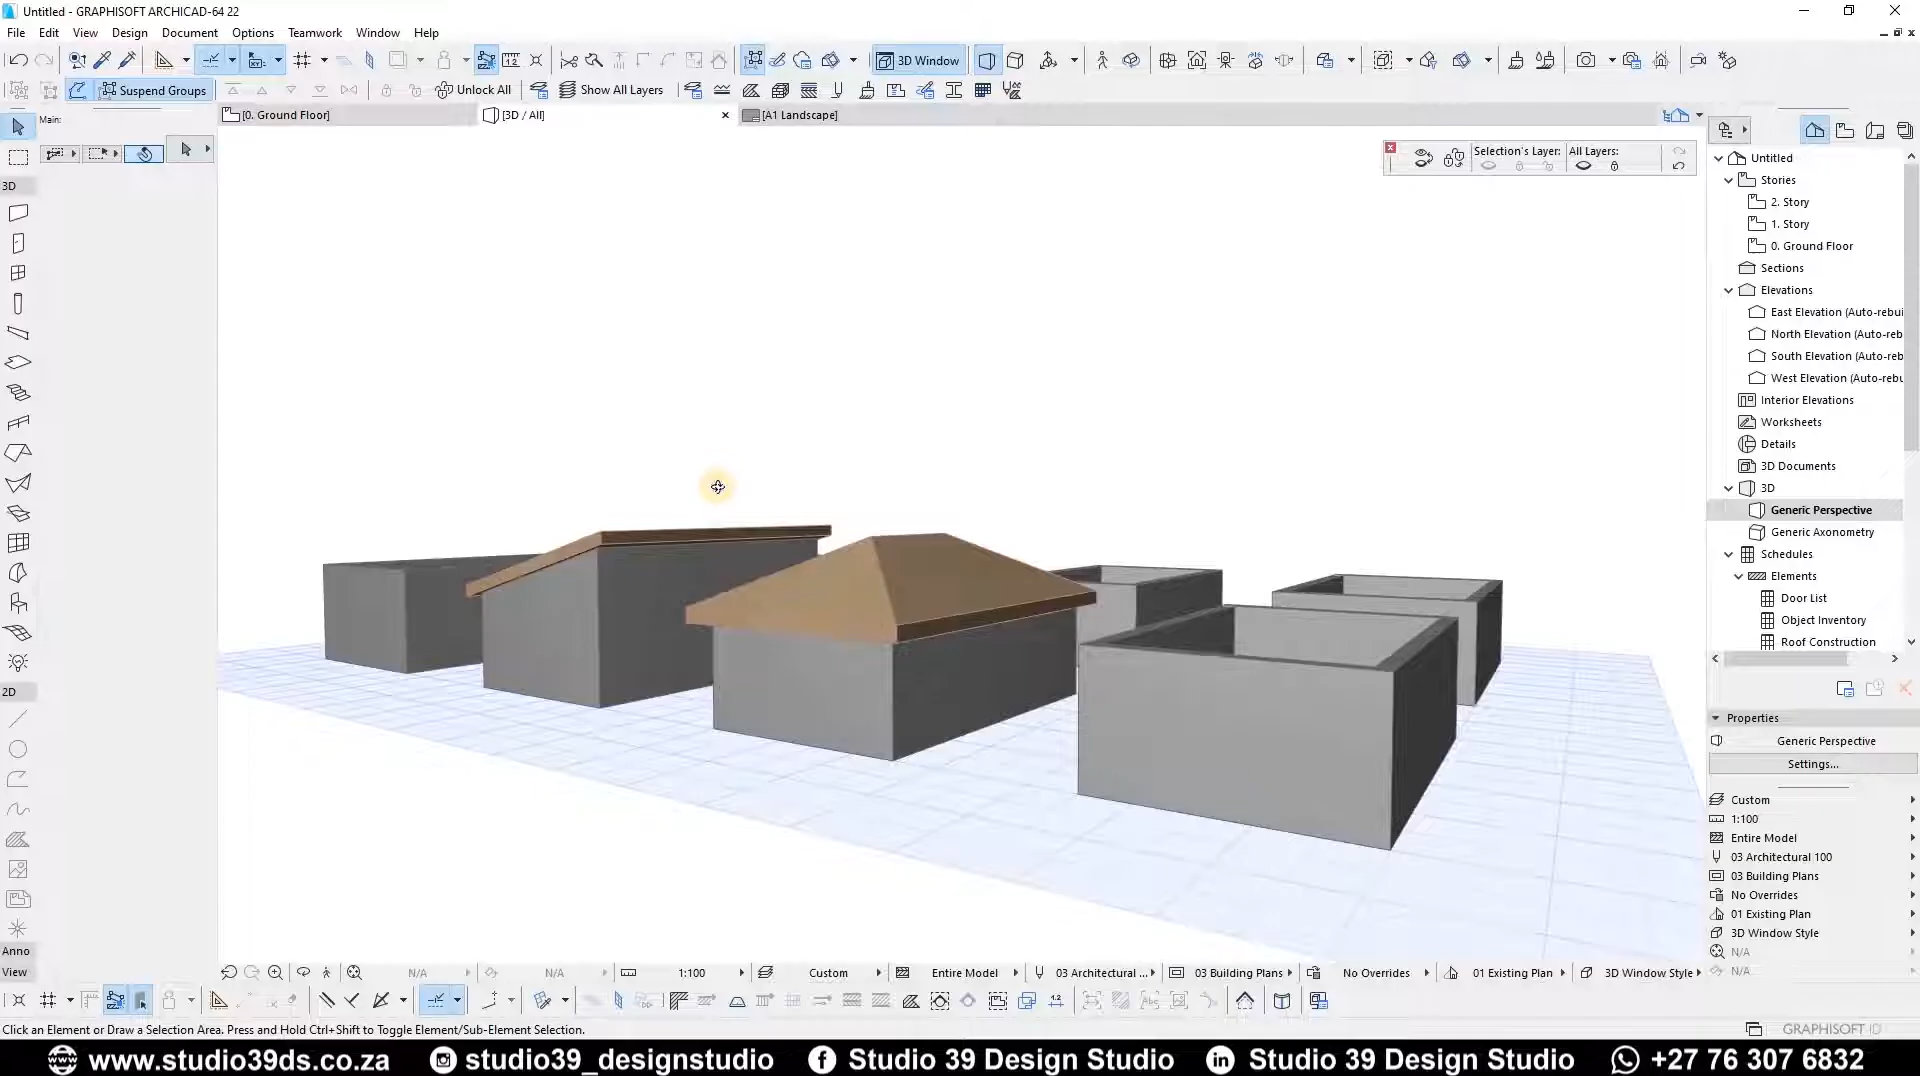 Untitled - GRAPHISOFT ARCHICAD-64 22
File Edit View Design Document Options Teamwork Window Help
3D Window
Suspend Groups Unlock All Show All Layers
Main: [0. Ground Floor] [3D / All] [A1 Landscape]
Selection's Layer: All Layers:
3D
2D
Anno
View
Untitled
Stories
2. Story
1. Story
0. Ground Floor
Sections
Elevations
East Elevation (Auto-rebui
North Elevation (Auto-reb
South Elevation (Auto-reb
West Elevation (Auto-rebu
Interior Elevations
Worksheets
Details
3D Documents
3D
Generic Perspective
Generic Axonometry
Schedules
Elements
Door List
Object Inventory
Roof Construction
Properties
Generic Perspective
Settings...
Custom
1:100
Entire Model
03 Architectural 100
03 Building Plans
No Overrides
01 Existing Plan
3D Window Style
N/A
N/A
N/A N/A 1:100 Custom Entire Model 03 Architectural ... 03 Building Plans No Overrides 01 Existing Plan 3D Window Style
Click an Element or Draw a Selection Area. Press and Hold Ctrl+Shift to Toggle Element/Sub-Element Selection.
GRAPHISOFT ID
www.studio39ds.co.za studio39_designstudio Studio 39 Design Studio Studio 39 Design Studio +27 76 307 6832